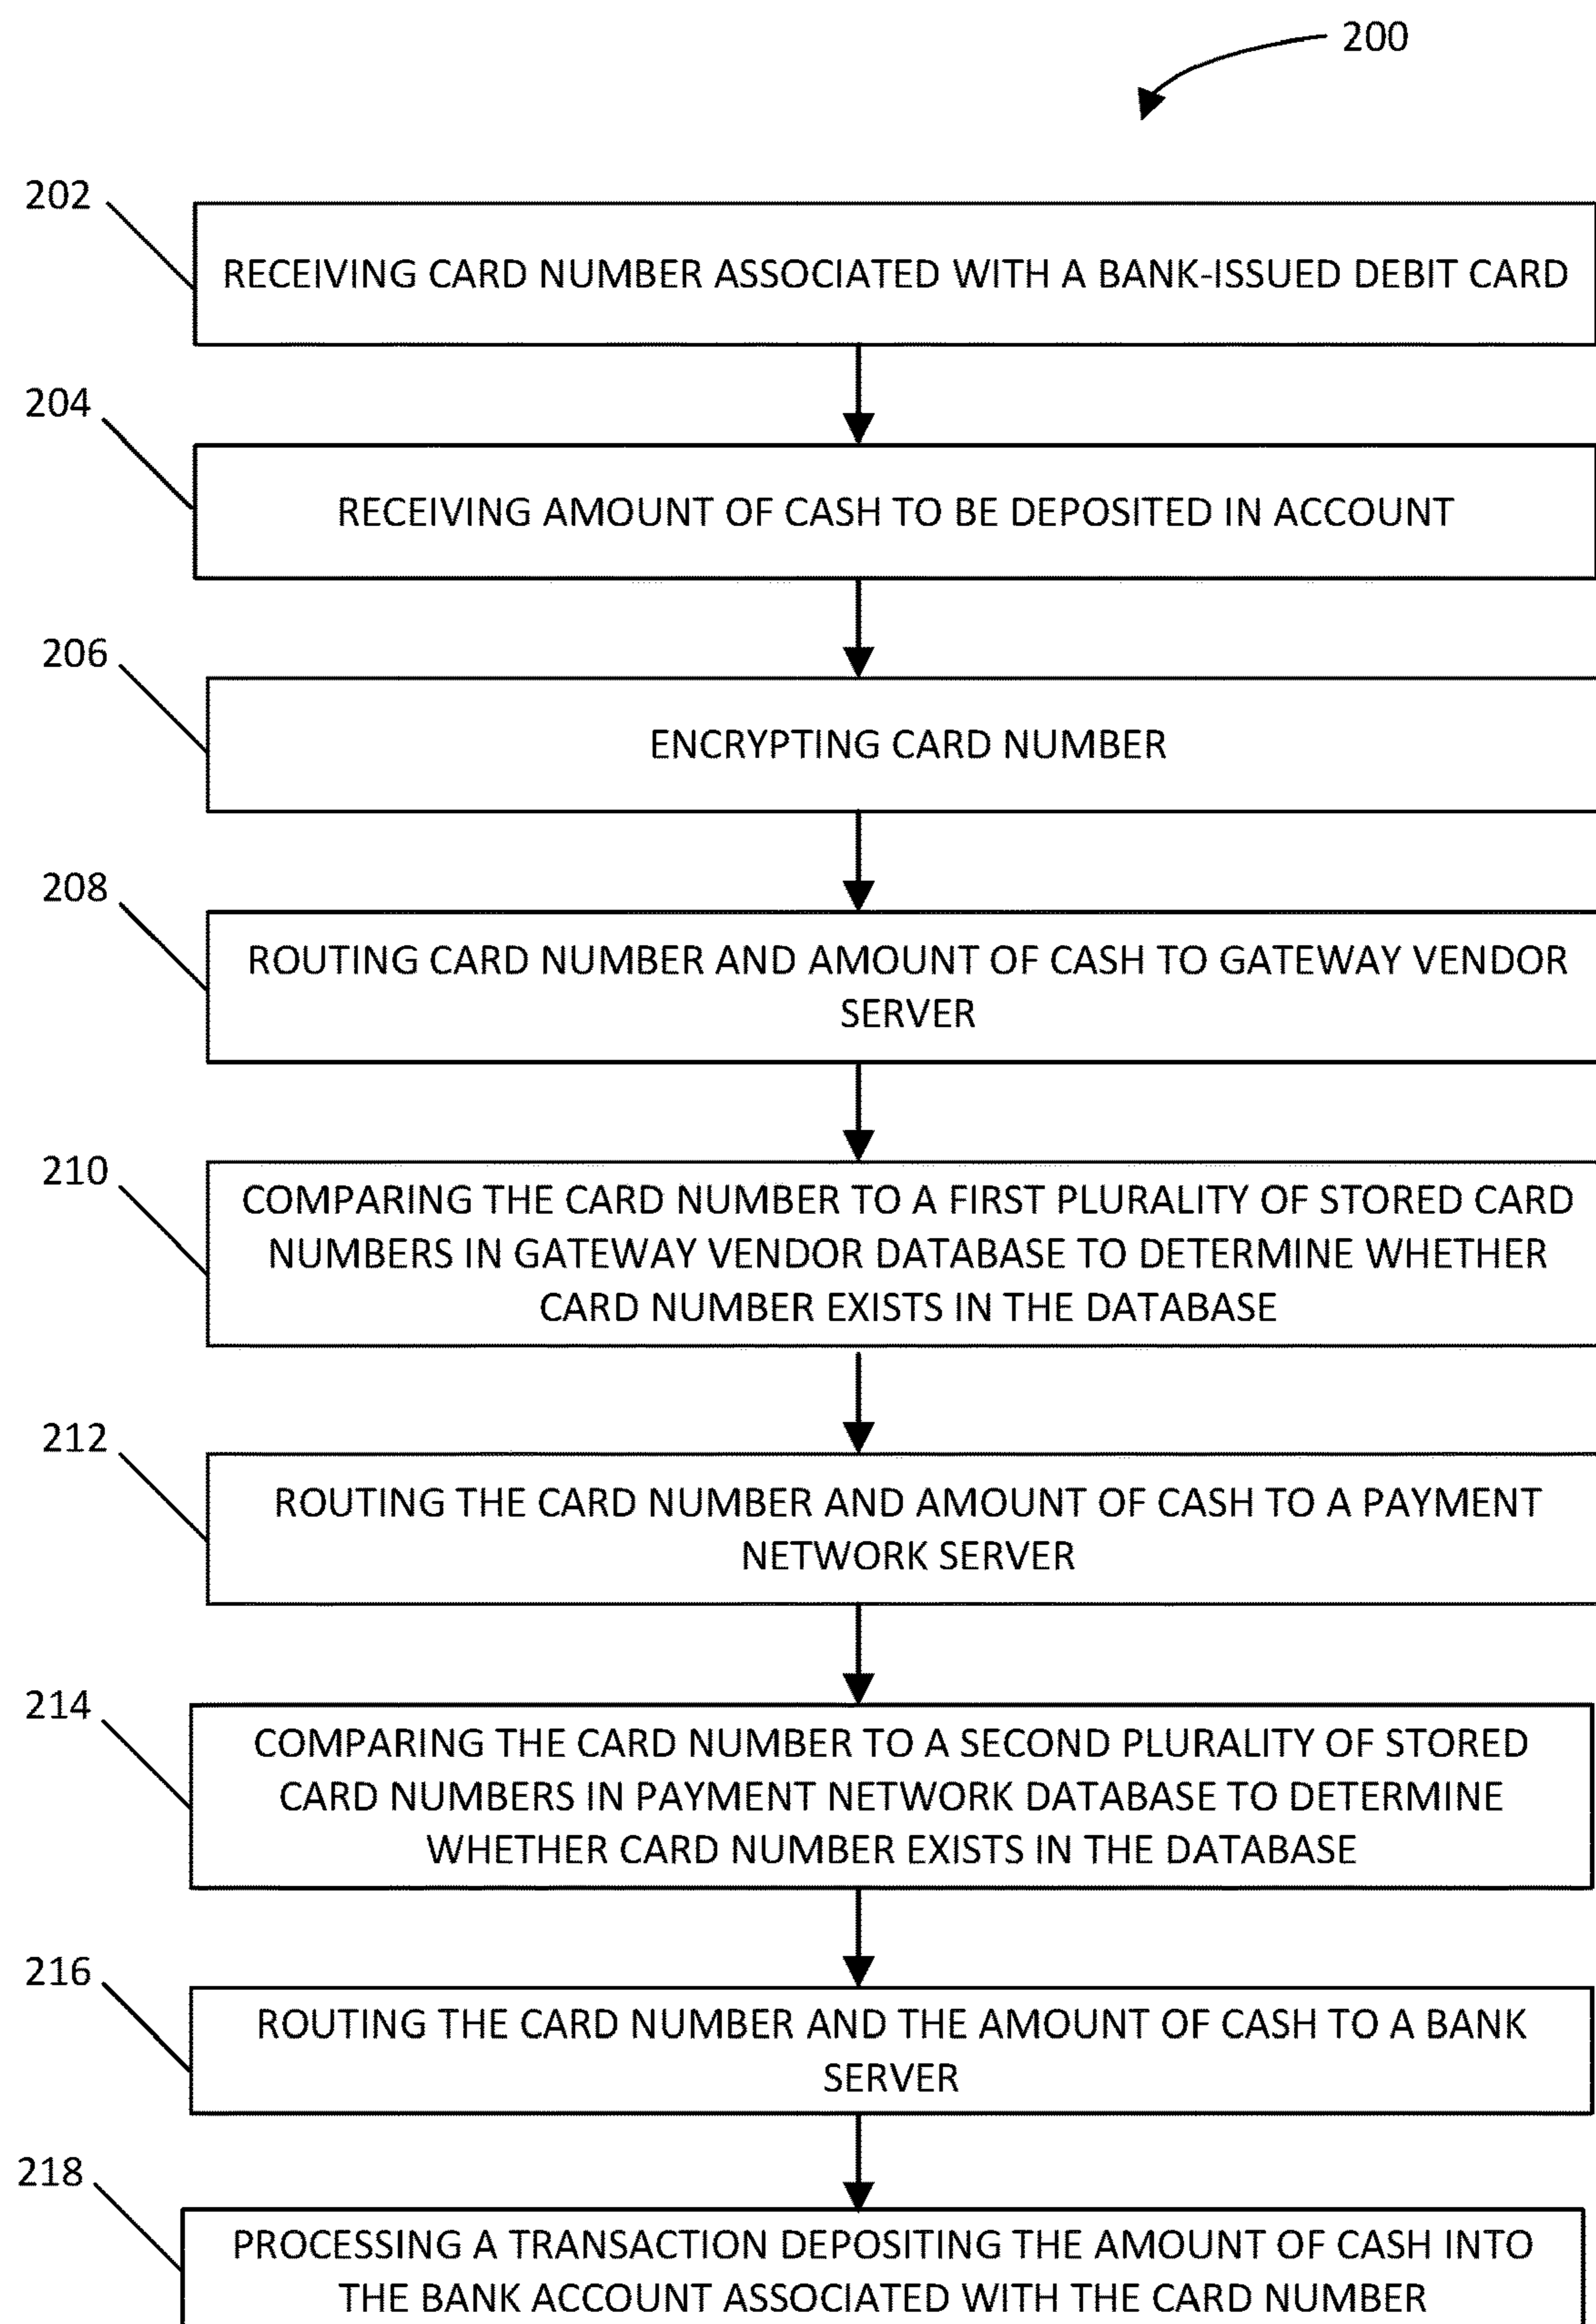 200
202
RECEIVING CARD NUMBER ASSOCIATED WITH A BANK-ISSUED DEBIT CARD
204
RECEIVING AMOUNT OF CASH TO BE DEPOSITED IN ACCOUNT
206
ENCRYPTING CARD NUMBER
208
ROUTING CARD NUMBER AND AMOUNT OF CASH TO GATEWAY VENDOR
SERVER
210
COMPARING THE CARD NUMBER TO A FIRST PLURALITY OF STORED CARD
NUMBERS IN GATEWAY VENDOR DATABASE TO DETERMINE WHETHER
CARD NUMBER EXISTS IN THE DATABASE
212
ROUTING THE CARD NUMBER AND AMOUNT OF CASH TO A PAYMENT
NETWORK SERVER
214
COMPARING THE CARD NUMBER TO A SECOND PLURALITY OF STORED
CARD NUMBERS IN PAYMENT NETWORK DATABASE TO DETERMINE
WHETHER CARD NUMBER EXISTS IN THE DATABASE
216
ROUTING THE CARD NUMBER AND THE AMOUNT OF CASH TO A BANK
SERVER
218
PROCESSING A TRANSACTION DEPOSITING THE AMOUNT OF CASH INTO
THE BANK ACCOUNT ASSOCIATED WITH THE CARD NUMBER